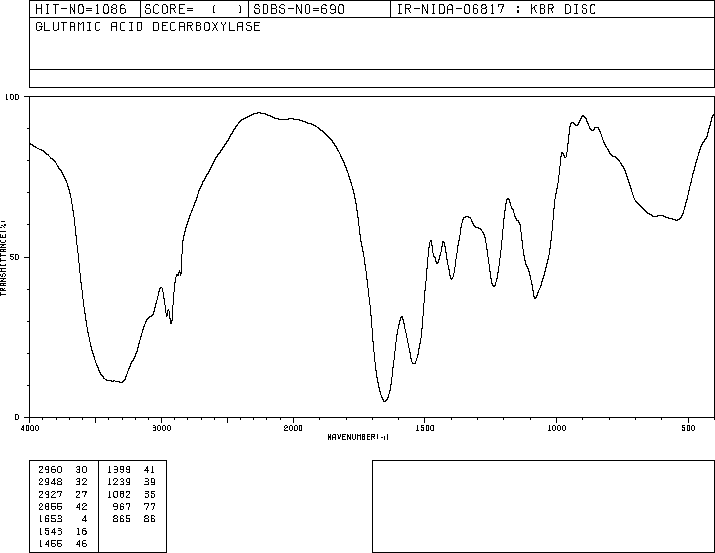 HIT-NO=1086 SCORE= ( ) SDBS-NO=690 IR-NIDA-06817 : KBR DISC
GLUTAMIC ACID DECARBOXYLASE
100
50
0
TRANSMITTANCE(%)
4000 3000 2000 1500 1000 500
WAVENUMBER(-1)
2960 30 1399 41
2948 32 1239 39
2927 27 1082 35
2855 42 967 77
1653 4 865 86
1543 16
1455 46